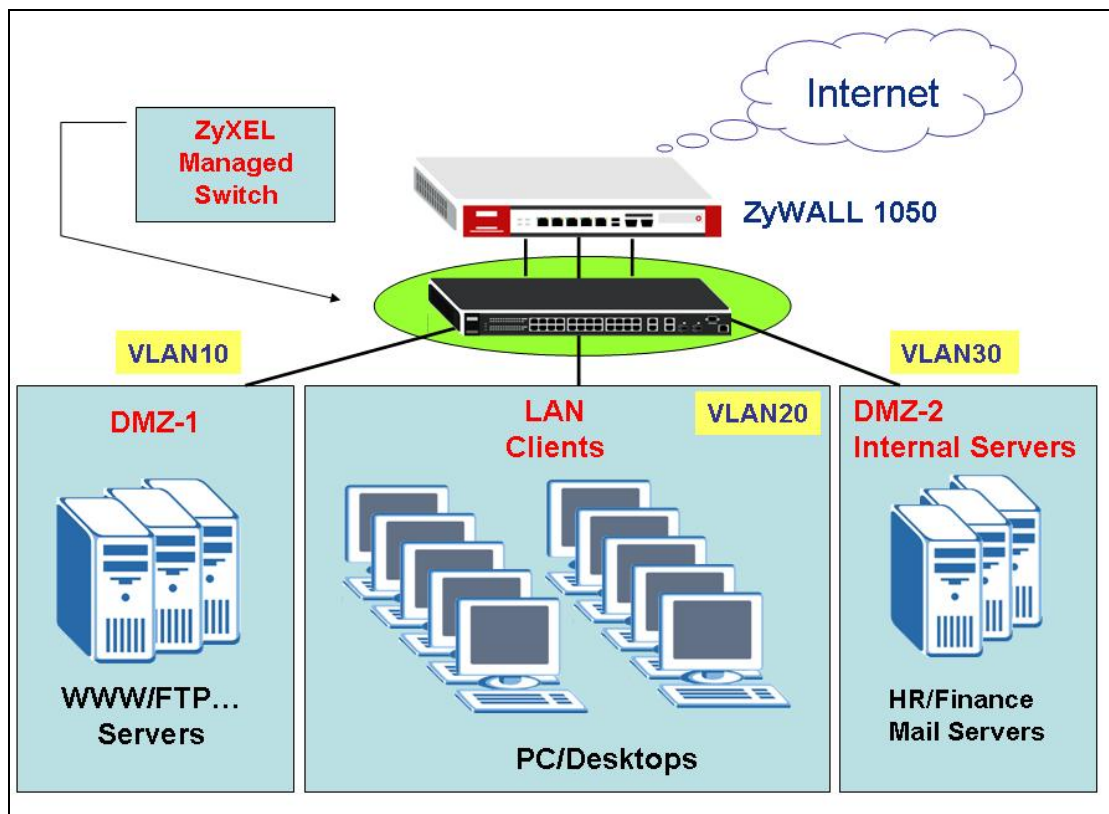 Internet
ZyXEL
Managed
Switch
ZyWALL 1050
VLAN10
VLAN30
DMZ-1
LAN
Clients
VLAN20
DMZ-2
Internal Servers
WWW/FTP...
Servers
PC/Desktops
HR/Finance
Mail Servers